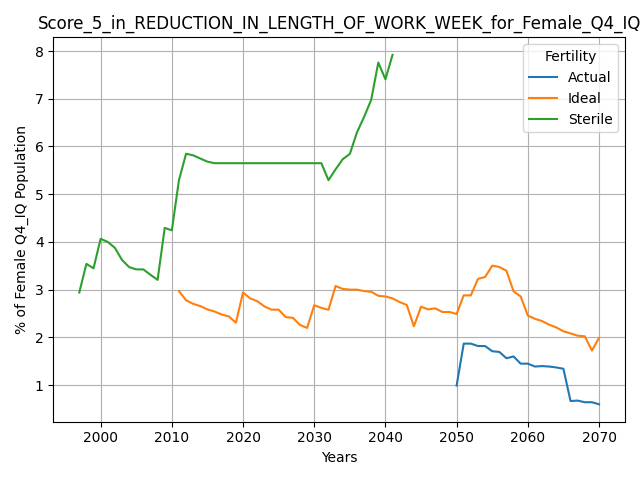 Score_5_in_REDUCTION_IN_LENGTH_OF_WORK_WEEK_for_Female_Q4_IQ
Fertility
Actual
Ideal
Sterile
% of Female Q4_IQ Population
8
7
6
5
4
3
2
1
2000 2010 2020 2030 2040 2050 2060 2070
Years